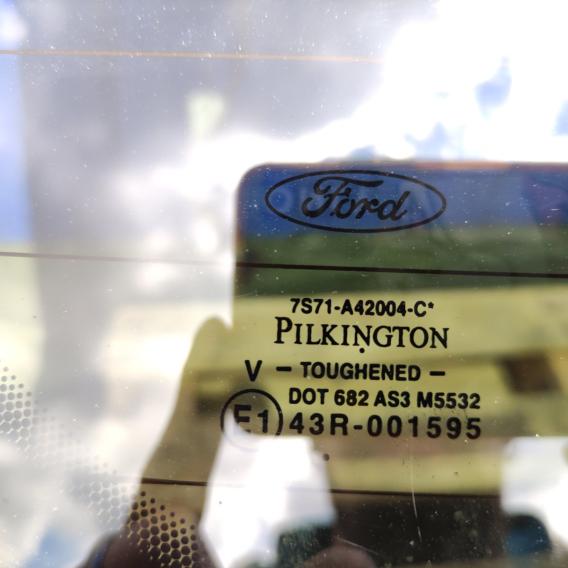 Ford
7S71-A42004-C*
PILKINGTON
V - TOUGHENED -
DOT 682 AS3 M5532
E1 43R-001595